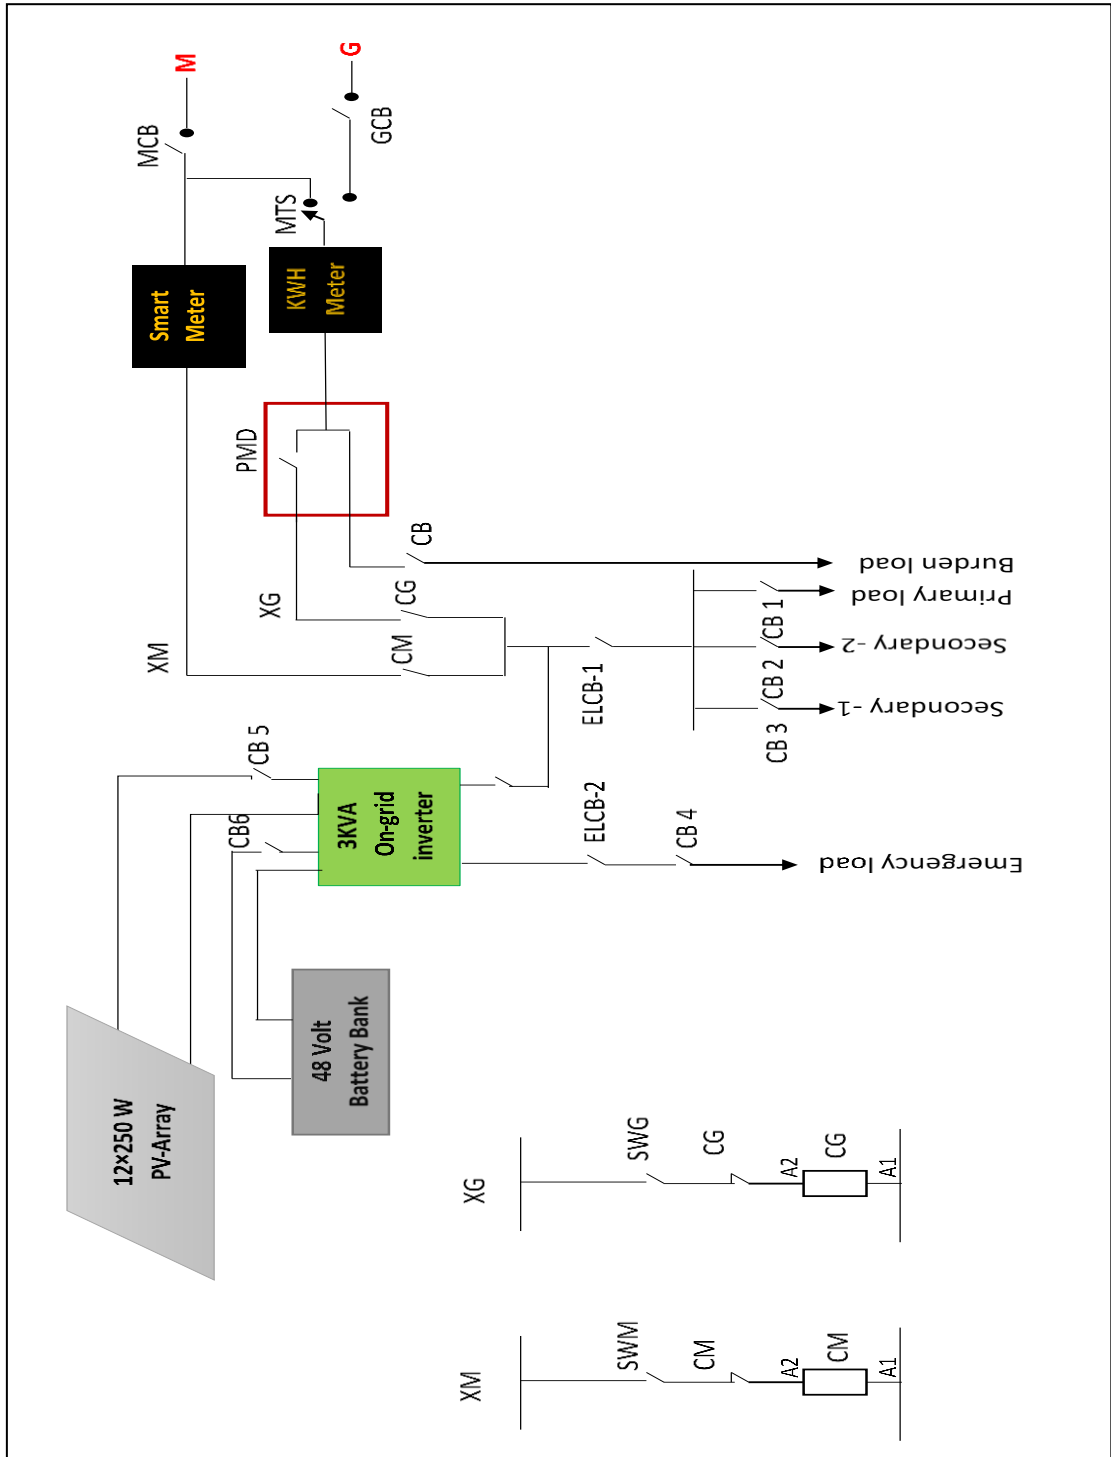 M
G
MCB
GCB
MTS
Smart
Meter
KWH
Meter
PMD
CB
XG
CG
XM
CM
Burden load
Primary load
CB 1
Secondary -2
CB 2
Secondary -1
CB 3
ELCB-1
CB 5
CB6
3KVA
On-grid
inverter
ELCB-2
CB 4
Emergency load
12×250 W
PV-Array
48 Volt
Battery Bank
XG
SWG
CG
A2
CG
A1
XM
SWM
CM
A2
CM
A1